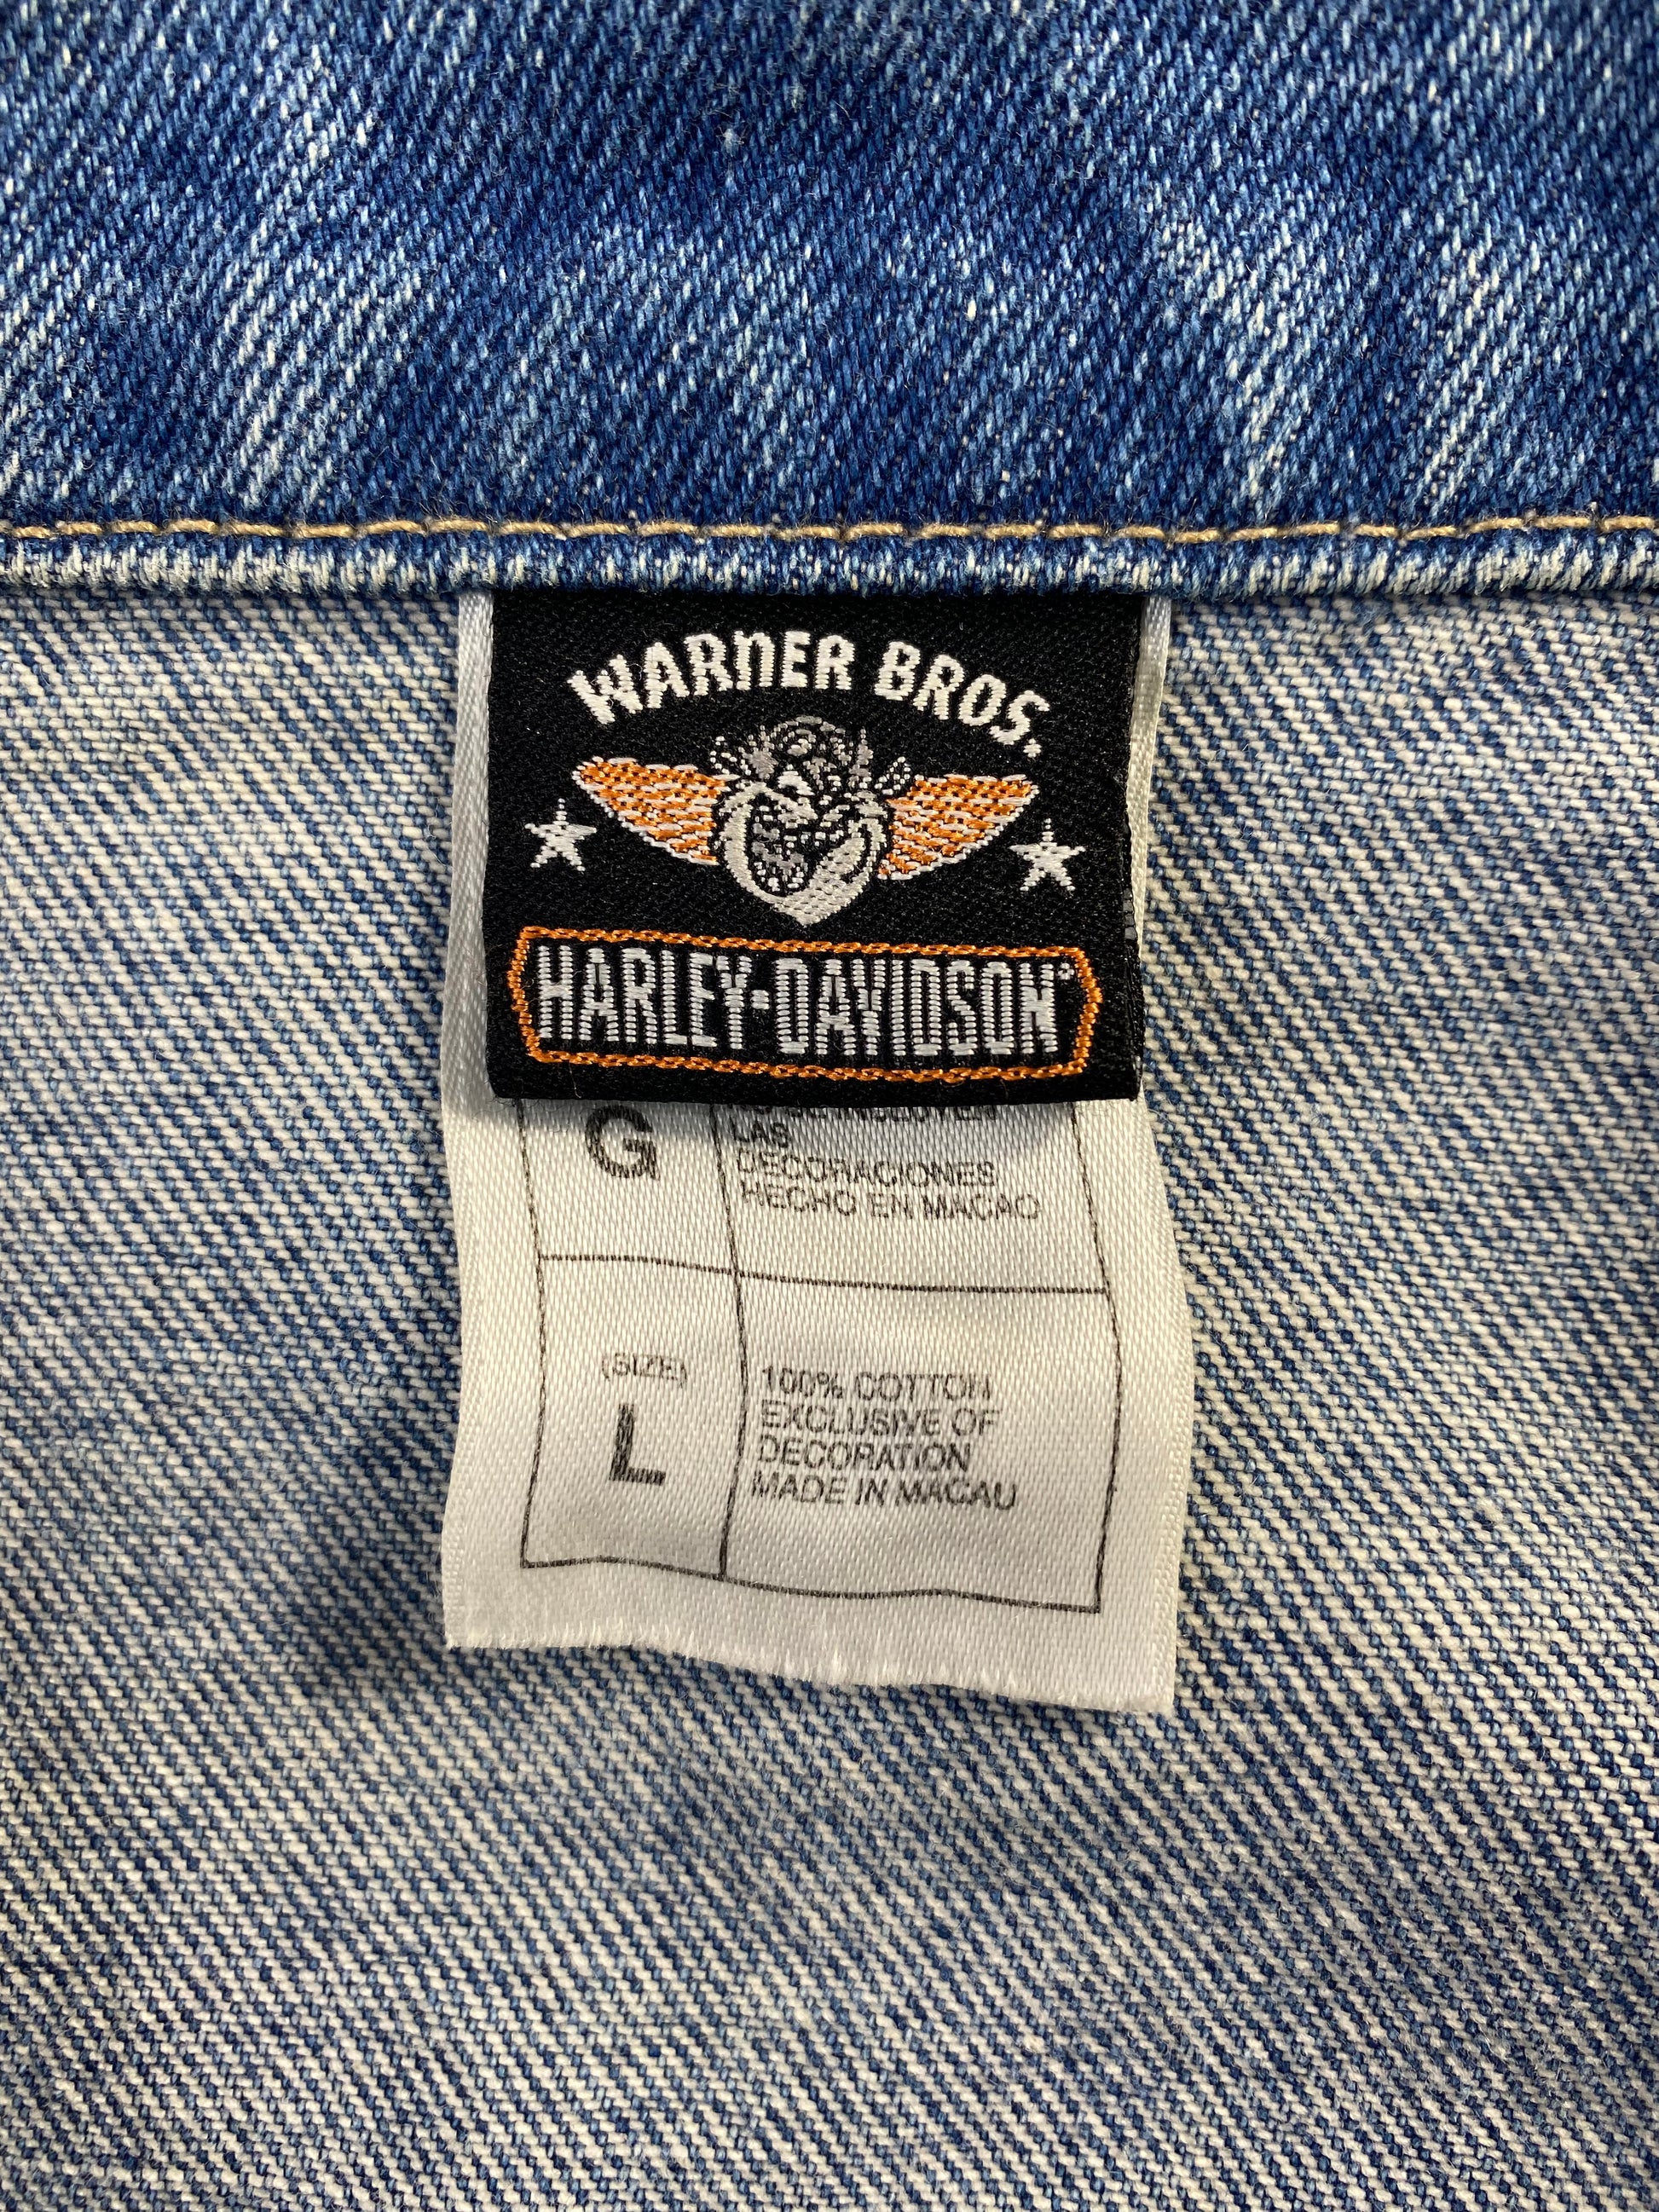 WARNER BROS.
HARLEY-DAVIDSON
G
LAS
DECORACIONES
HECHO EN MACAO
(SIZE)
L
100% COTTON
EXCLUSIVE OF
DECORATION
MADE IN MACAU